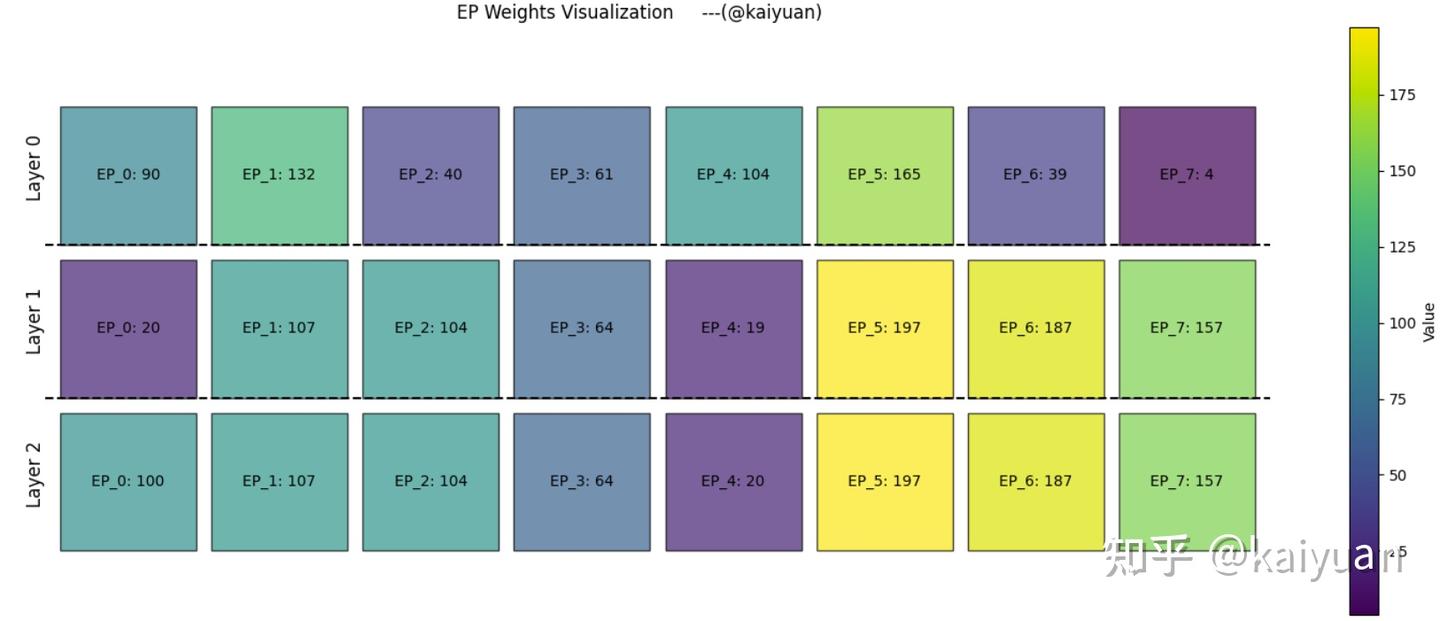 EP Weights Visualization ---(@kaiyuan)
Layer 0
EP_0: 90
EP_1: 132
EP_2: 40
EP_3: 61
EP_4: 104
EP_5: 165
EP_6: 39
EP_7: 4
Layer 1
EP_0: 20
EP_1: 107
EP_2: 104
EP_3: 64
EP_4: 19
EP_5: 197
EP_6: 187
EP_7: 157
Layer 2
EP_0: 100
EP_1: 107
EP_2: 104
EP_3: 64
EP_4: 20
EP_5: 197
EP_6: 187
EP_7: 157
175
150
125
100
75
50
25
Value
知乎 @kaiyuan